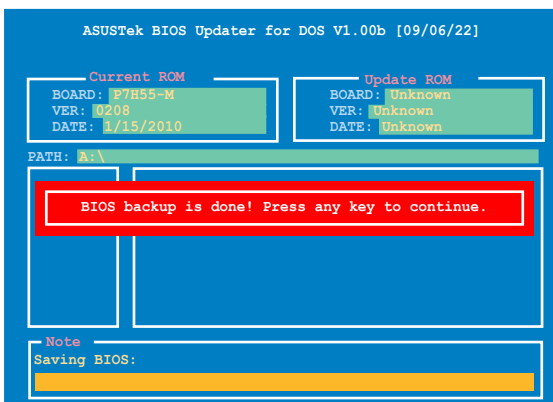 ASUSTek BIOS Updater for DOS V1.00b [09/06/22]
Current ROM
BOARD: P7H55-M
VER: 0208
DATE: 1/15/2010
Update ROM
BOARD: Unknown
VER: Unknown
DATE: Unknown
PATH: A:\
BIOS backup is done! Press any key to continue.
Note
Saving BIOS: